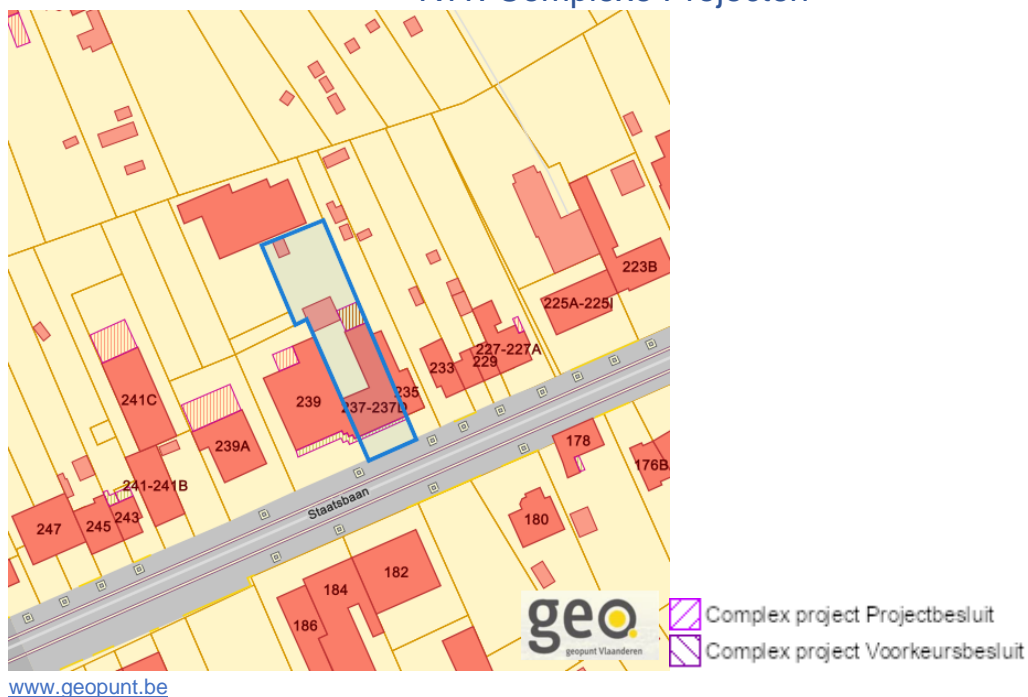 223B
225A-225I
227-227A
229
233
235
237-237D
239
241C
239A
241-241B
243
245
247
Staatsbaan
178
176B
180
182
184
186
geo
geopunt Vlaanderen
Complex project Projectbesluit
Complex project Voorkeursbesluit
www.geopunt.be